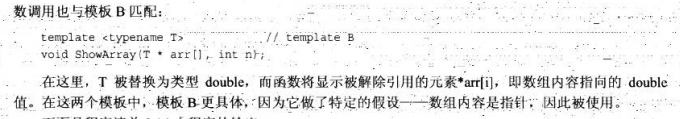 数调用也与模板 B 匹配：
template <typename T> // template B
void ShowArray(T * arr[], int n);
在这里，T 被替换为类型 double，而函数将显示被解除引用的元素*arr[i]，即数组内容指向的 double
值。在这两个模板中，模板 B 更具体，因为它做了特定的假设——数组内容是指针，因此被使用。